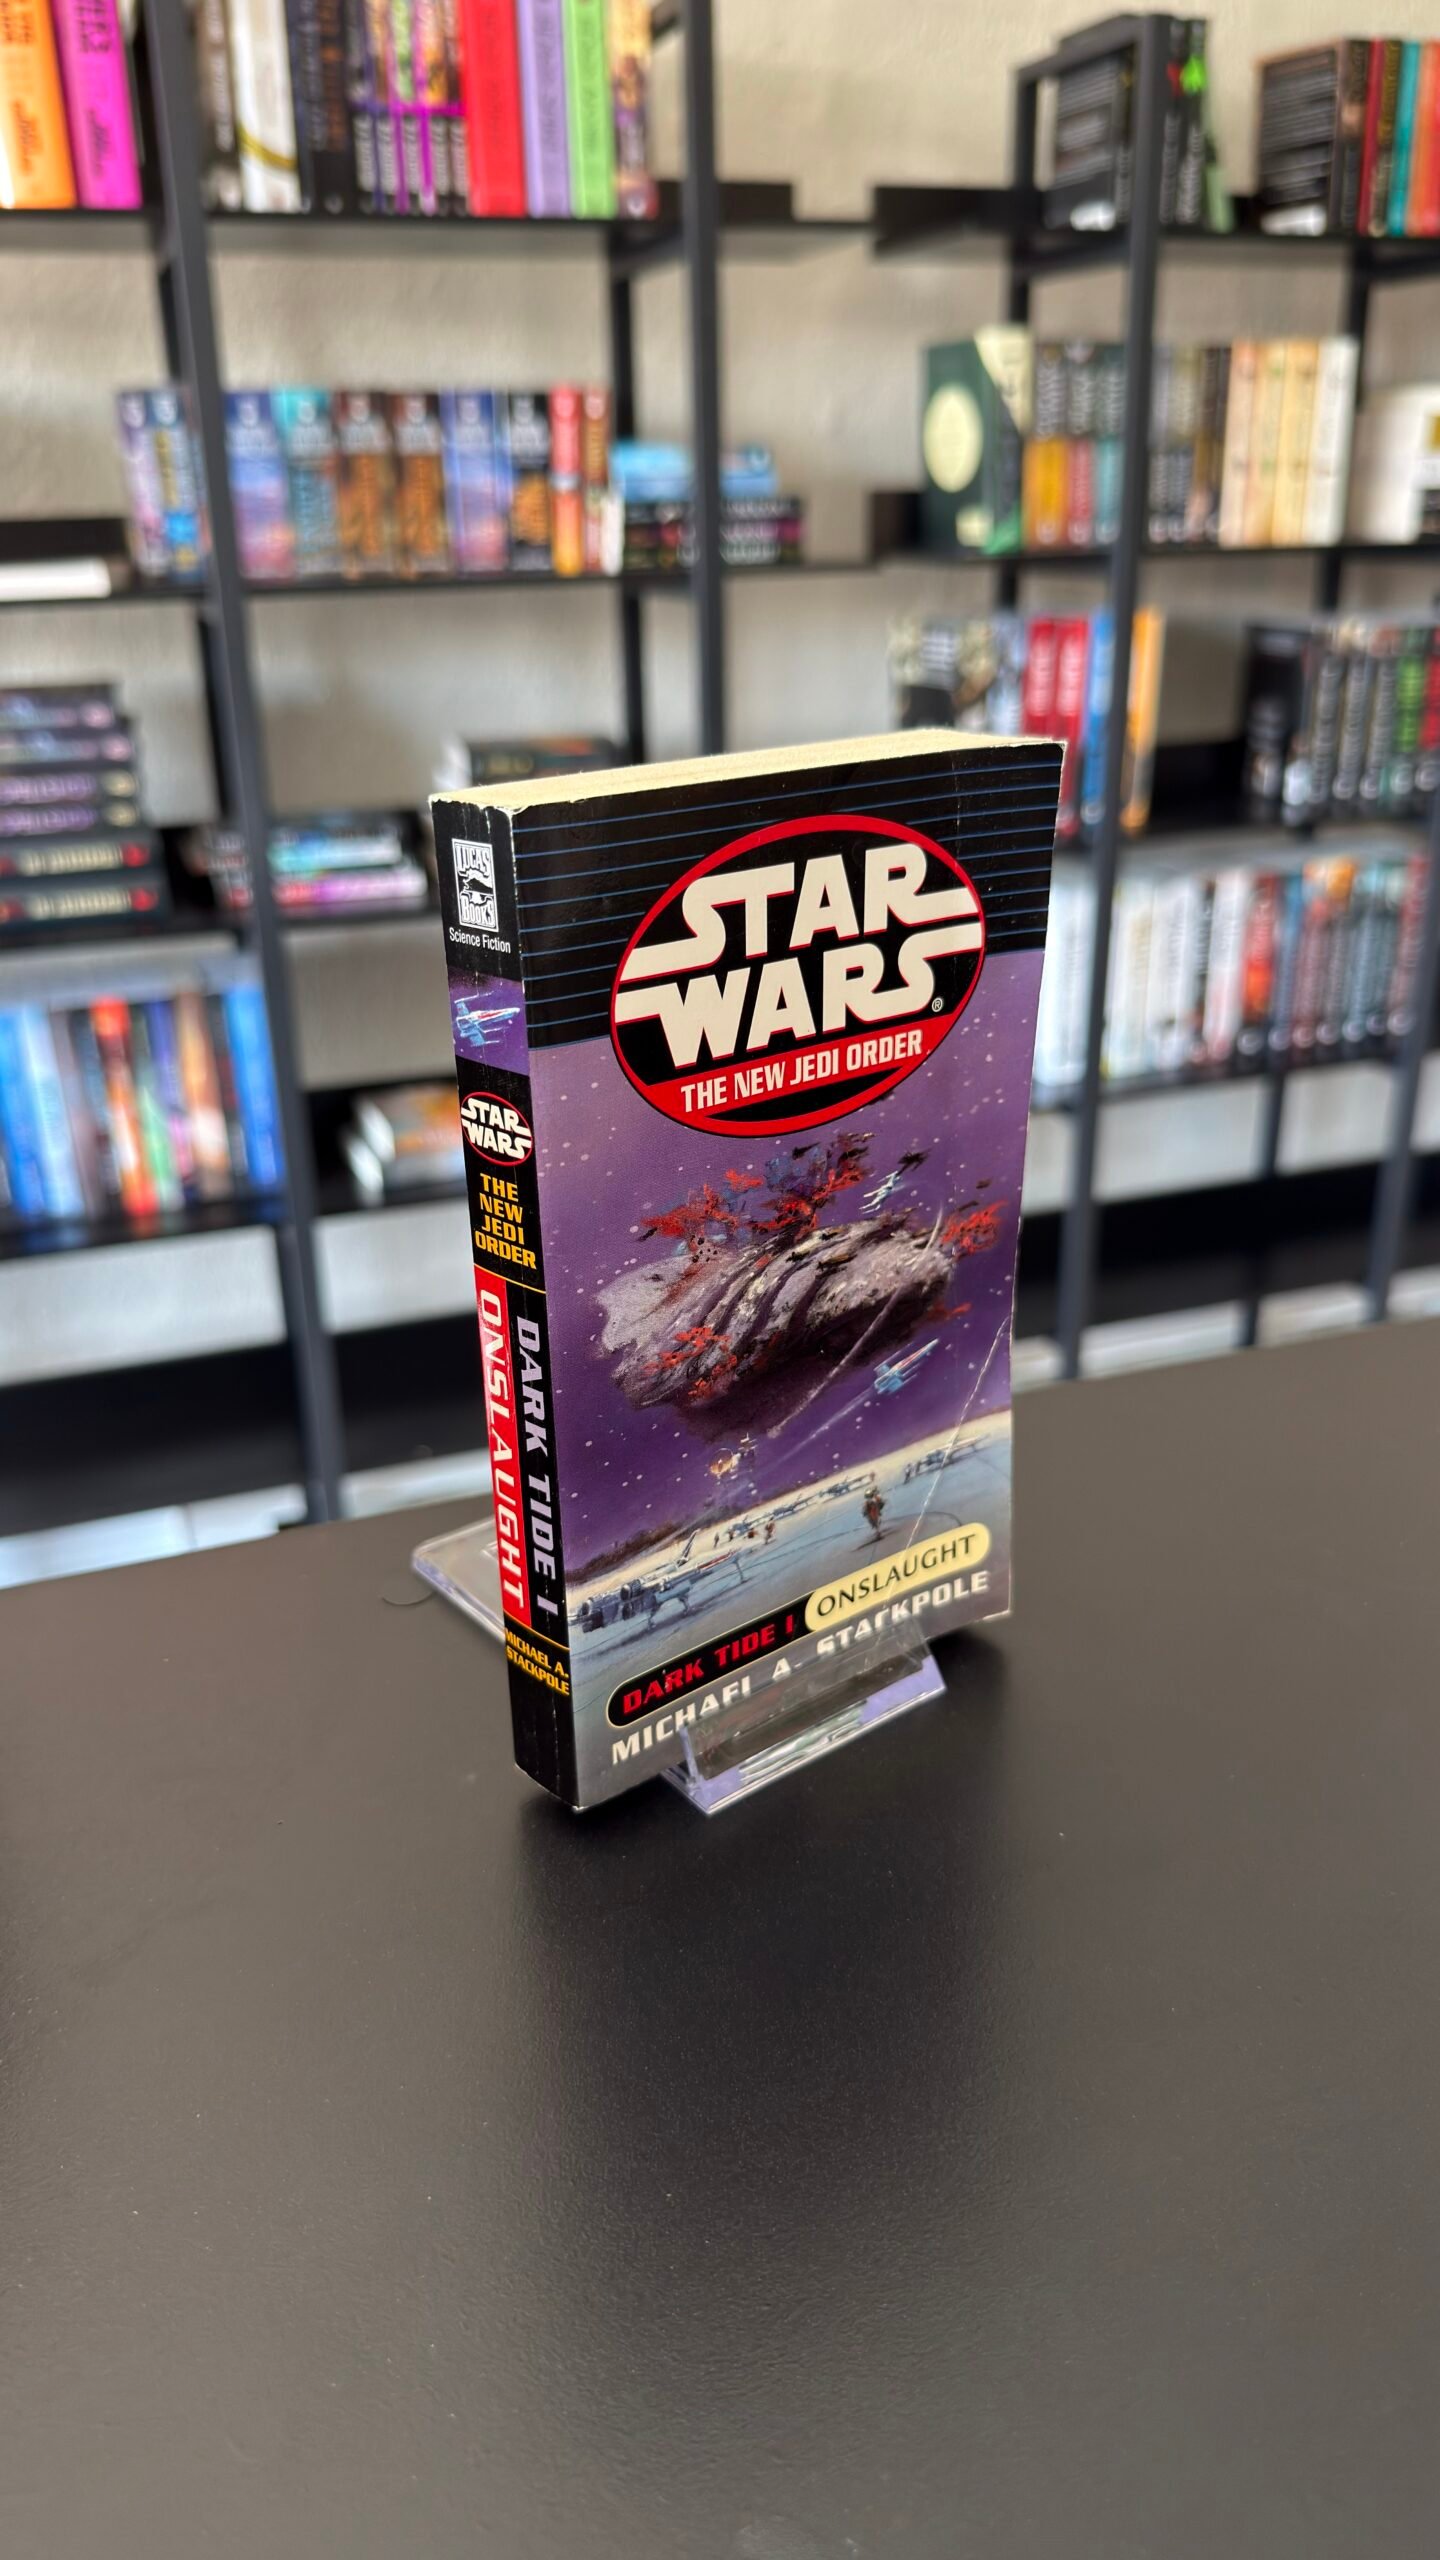 LUCAS
BOOKS
Science Fiction
STAR
WARS
THE
NEW
JEDI
ORDER
DARK TIDE I
ONSLAUGHT
MICHAEL A.
STACKPOLE
STAR
WARS®
THE NEW JEDI ORDER
DARK TIDE I ONSLAUGHT
MICHAEL A. STACKPOLE